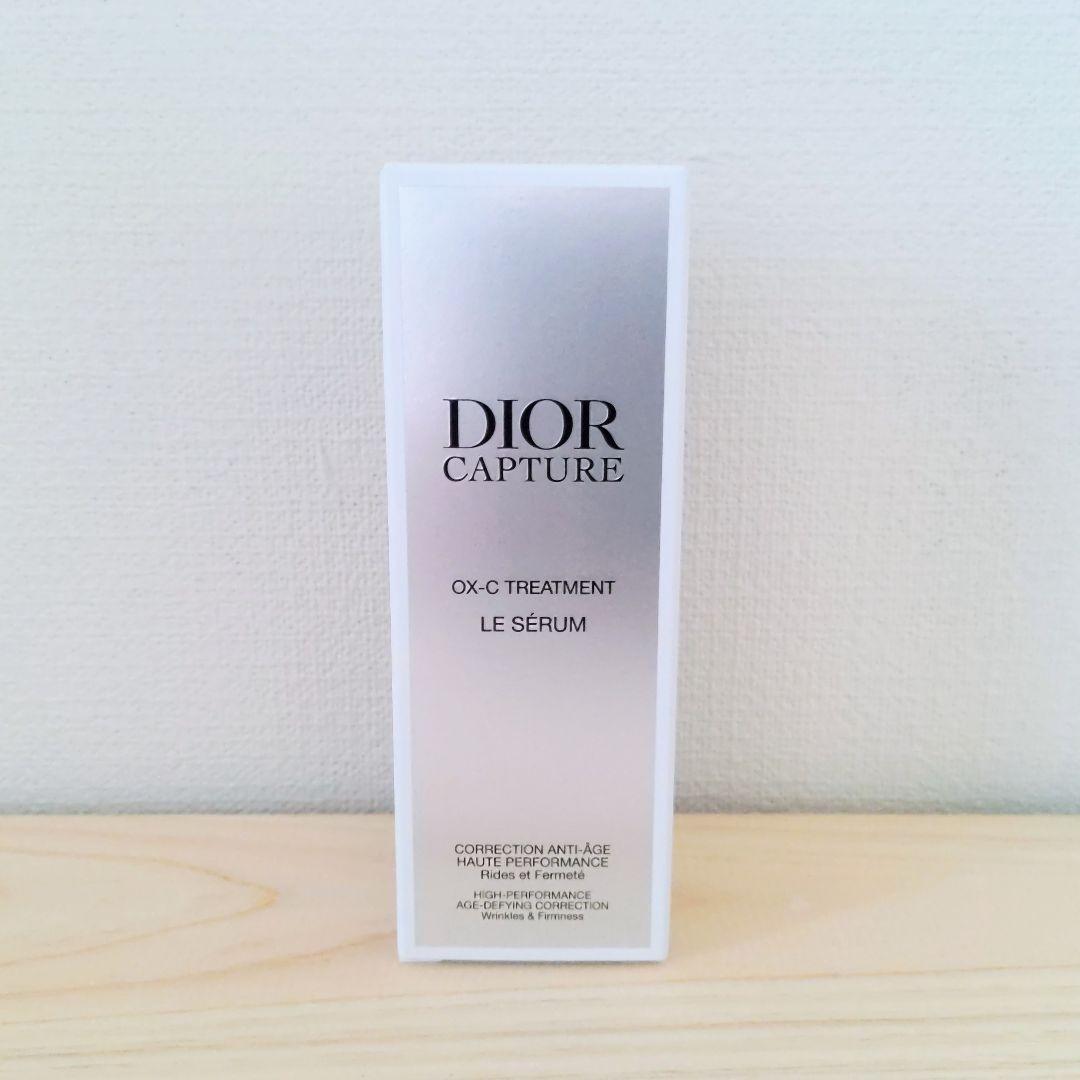 DIOR
CAPTURE
OX-C TREATMENT
LE SÉRUM
CORRECTION ANTI-ÂGE
HAUTE PERFORMANCE
Rides et Fermeté
HIGH-PERFORMANCE
AGE-DEFYING CORRECTION
Wrinkles & Firmness